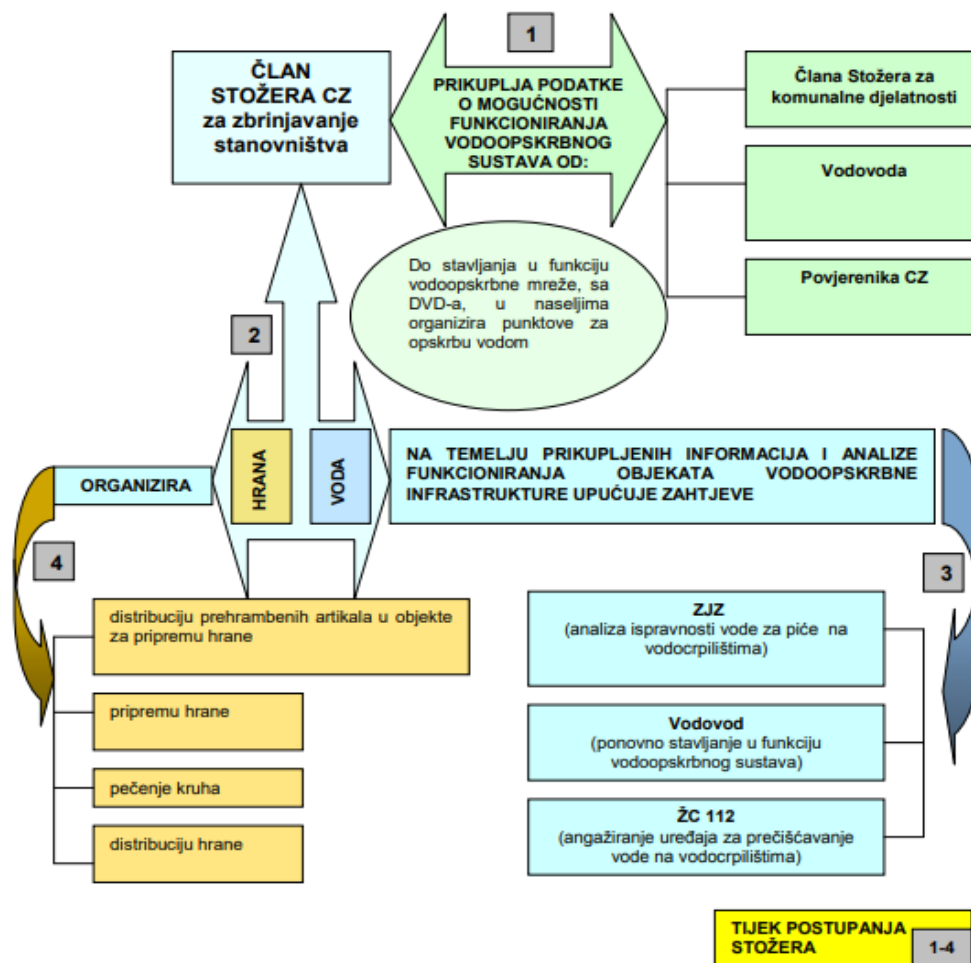 1
ČLAN
STOŽERA CZ
za zbrinjavanje
stanovništva
PRIKUPLJA PODATKE
O MOGUĆNOSTI
FUNKCIONIRANJA
VODOOPSKRBNOG
SUSTAVA OD:
Člana Stožera za
komunalne djelatnosti
Vodovoda
Povjerenika CZ
Do stavljanja u funkciju
vodoopskrbne mreže, sa
DVD-a, u naseljima
organizira punktove za
opskrbu vodom
2
HRANA
VODA
NA TEMELJU PRIKUPLJENIH INFORMACIJA I ANALIZE
FUNKCIONIRANJA OBJEKATA VODOOPSKRBNE
INFRASTRUKTURE UPUĆUJE ZAHTJEVE
ORGANIZIRA
4
3
distribuciju prehrambenih artikala u objekte
za pripremu hrane
pripremu hrane
pečenje kruha
distribuciju hrane
ZJZ
(analiza ispravnosti vode za piće na
vodocrpilištima)
Vodovod
(ponovno stavljanje u funkciju
vodoopskrbnog sustava)
ŽC 112
(angažiranje uređaja za prečišćavanje
vode na vodocrpilištima)
TIJEK POSTUPANJA
STOŽERA
1-4